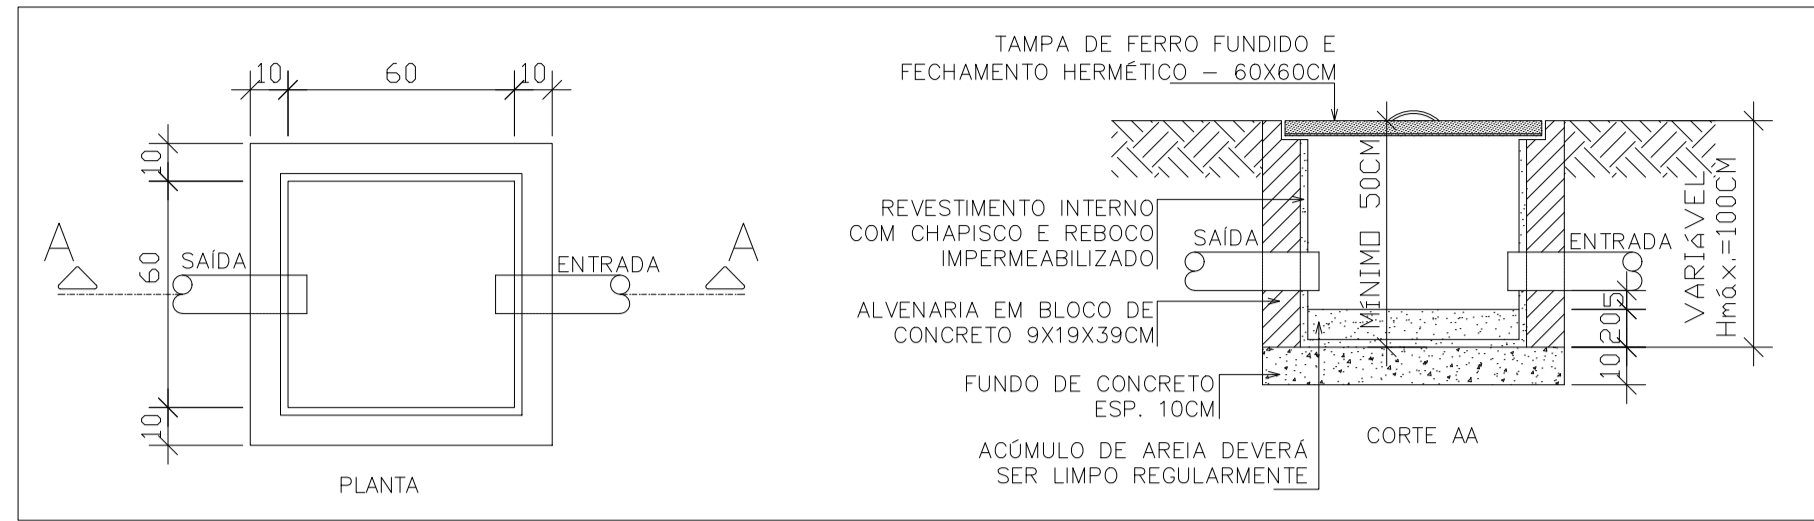 10 60 10
10
60
10
A
A
SAÍDA
ENTRADA
PLANTA
TAMPA DE FERRO FUNDIDO E
FECHAMENTO HERMÉTICO – 60X60CM
REVESTIMENTO INTERNO
COM CHAPISCO E REBOCO
IMPERMEABILIZADO
SAÍDA
ENTRADA
ALVENARIA EM BLOCO DE
CONCRETO 9X19X39CM
FUNDO DE CONCRETO
ESP. 10CM
ACÚMULO DE AREIA DEVERÁ
SER LIMPO REGULARMENTE
MÍNIMO 50CM
10 20 5
VARIÁVEL
Hmáx.=100CM
CORTE AA